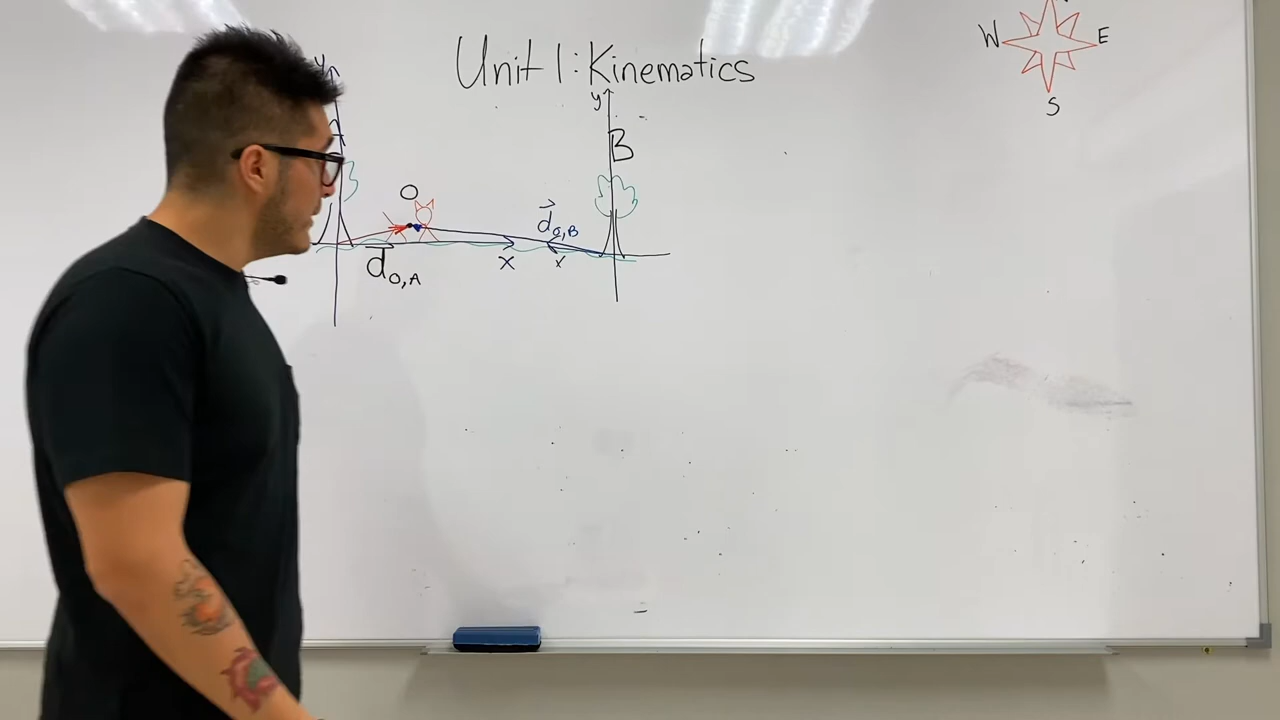 Unit 1: Kinematics
W E
S
y
y
B
O
d⃗O,B
d⃗O,A
x x